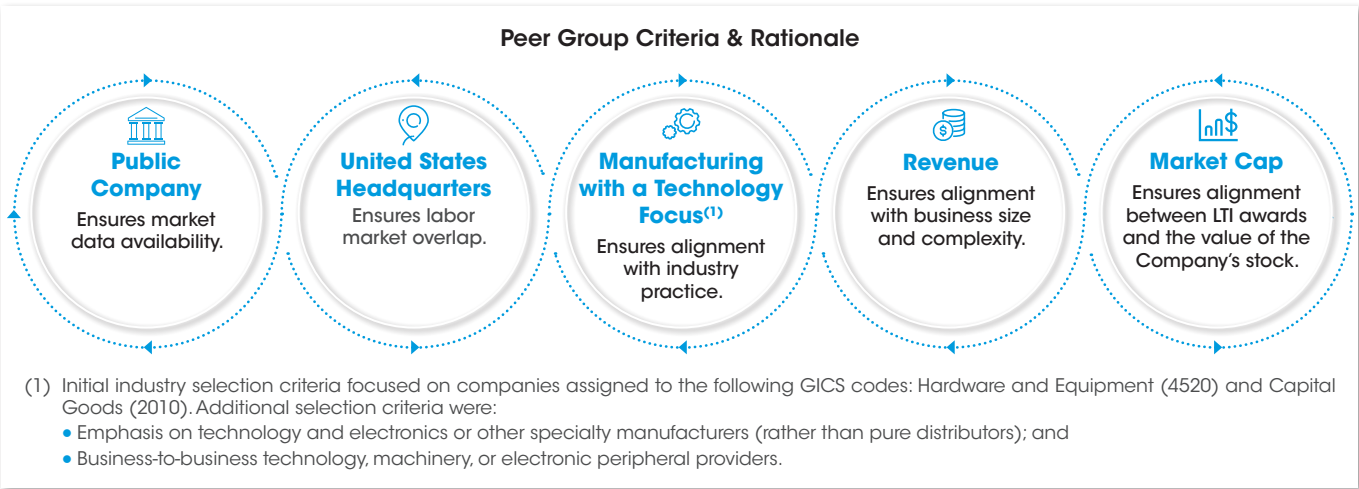 Peer Group Criteria & Rationale
Public
Company
Ensures market
data availability.
United States
Headquarters
Ensures labor
market overlap.
Manufacturing
with a Technology
Focus(1)
Ensures alignment
with industry
practice.
Revenue
Ensures alignment
with business size
and complexity.
Market Cap
Ensures alignment
between LTI awards
and the value of the
Company’s stock.
(1) Initial industry selection criteria focused on companies assigned to the following GICS codes: Hardware and Equipment (4520) and Capital
Goods (2010). Additional selection criteria were:
• Emphasis on technology and electronics or other specialty manufacturers (rather than pure distributors); and
• Business-to-business technology, machinery, or electronic peripheral providers.